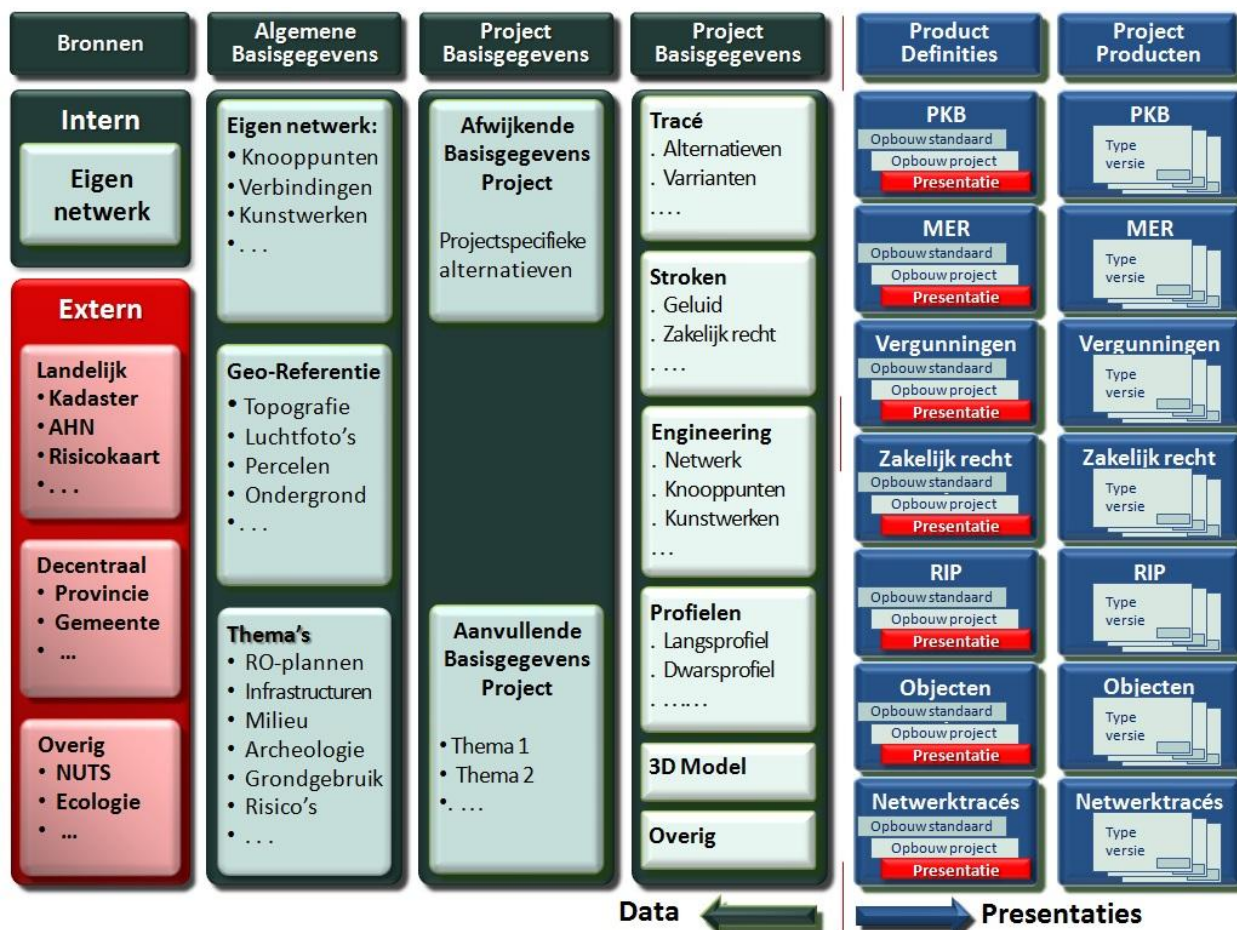 Bronnen
Algemene
Basisgegevens
Project
Basisgegevens
Project
Basisgegevens
Product
Definities
Project
Producten
Intern
Eigen
netwerk
Extern
Landelijk
• Kadaster
• AHN
• Risicokaart
• . . .
Decentraal
• Provincie
• Gemeente
• ...
Overig
• NUTS
• Ecologie
• ...
Eigen netwerk:
• Knooppunten
• Verbindingen
• Kunstwerken
• . . .
Geo-Referentie
• Topografie
• Luchtfoto's
• Percelen
• Ondergrond
• . . .
Thema's
• RO-plannen
• Infrastructuren
• Milieu
• Archeologie
• Grondgebruik
• Risico's
• . . .
Afwijkende
Basisgegevens
Project
Projectspecifieke
alternatieven
Aanvullende
Basisgegevens
Project
• Thema 1
• Thema 2
• . . . .
Tracé
. Alternatieven
. Varrianten
. . . .
Stroken
. Geluid
. Zakelijk recht
. ...
Engineering
. Netwerk
. Knooppunten
. Kunstwerken
...
Profielen
. Langsprofiel
. Dwarsprofiel
. ......
3D Model
Overig
PKB
Opbouw standaard
Opbouw project
Presentatie
MER
Opbouw standaard
Opbouw project
Presentatie
Vergunningen
Opbouw standaard
Opbouw project
Presentatie
Zakelijk recht
Opbouw standaard
Opbouw project
Presentatie
RIP
Opbouw standaard
Opbouw project
Presentatie
Objecten
Opbouw standaard
Opbouw project
Presentatie
Netwerktracés
Opbouw standaard
Opbouw project
Presentatie
PKB
Type
versie
MER
Type
versie
Vergunningen
Type
versie
Zakelijk recht
Type
versie
RIP
Type
versie
Objecten
Type
versie
Netwerktracés
Type
versie
Data
Presentaties